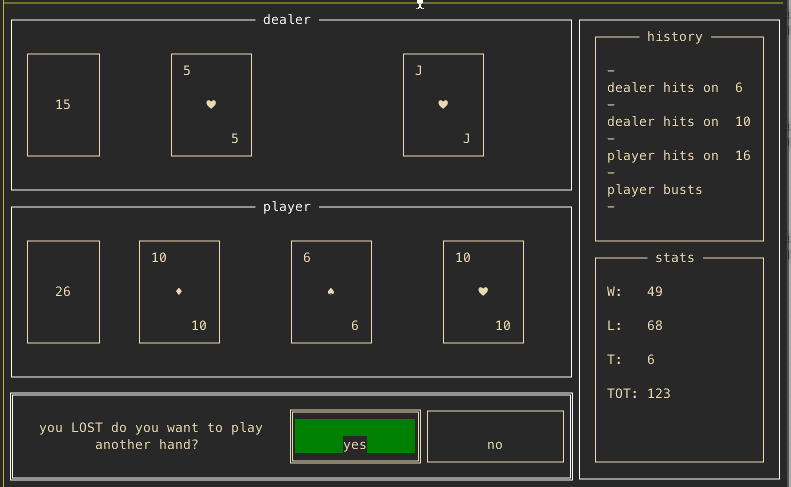 dealer
15
5
5
J
J
player
26
10
10
6
6
10
10
you LOST do you want to play
another hand?
yes
no
history
–
dealer hits on 6
–
dealer hits on 10
–
player hits on 16
–
player busts
–
stats
W: 49
L: 68
T: 6
TOT: 123